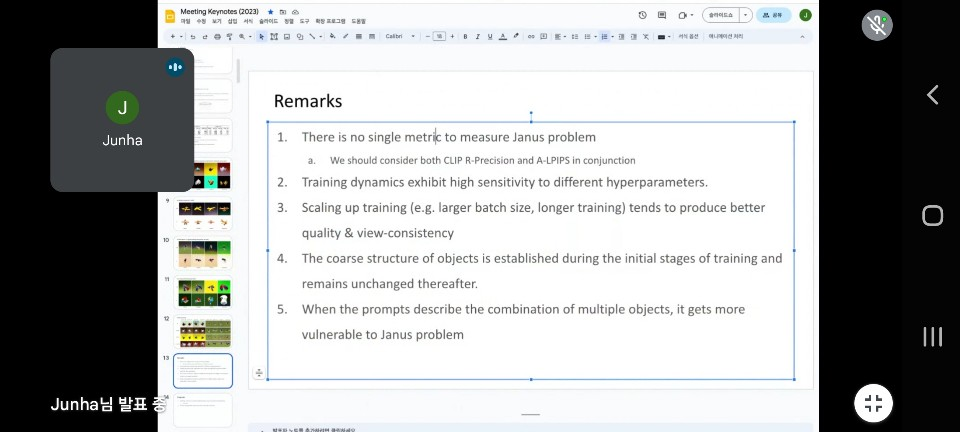 Meeting Keynotes (2023)
파일 수정 보기 삽입 서식 슬라이드 정렬 도구 확장 프로그램 도움말
슬라이드쇼
공유
J
Calibri
18
B I U A
서식 옵션
애니메이션 처리
J
Junha
Remarks
1. There is no single metric to measure Janus problem
a. We should consider both CLIP R-Precision and A-LPIPS in conjunction
2. Training dynamics exhibit high sensitivity to different hyperparameters.
3. Scaling up training (e.g. larger batch size, longer training) tends to produce better
quality & view-consistency
4. The coarse structure of objects is established during the initial stages of training and
remains unchanged thereafter.
5. When the prompts describe the combination of multiple objects, it gets more
vulnerable to Janus problem
9
10
11
12
13
14
Junha님 발표 중